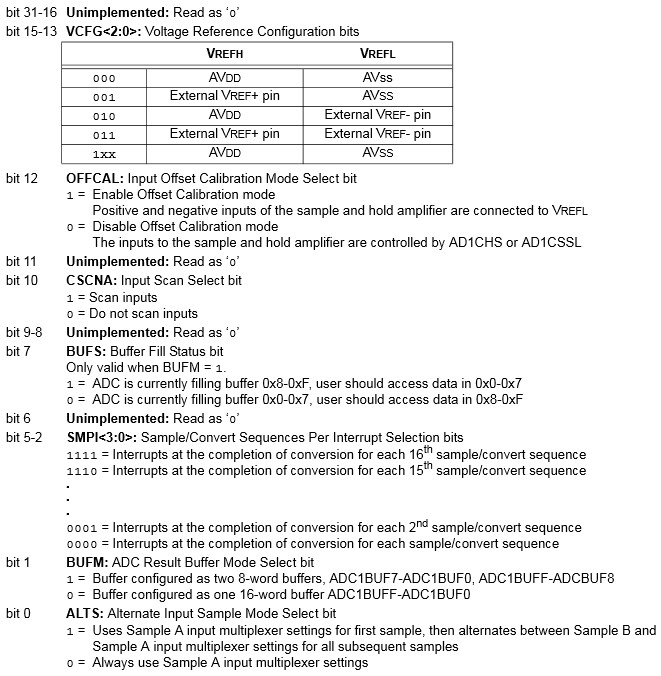 bit 31-16 Unimplemented: Read as ‘0’
bit 15-13 VCFG<2:0>: Voltage Reference Configuration bits
VREFH VREFL
000 AVDD AVss
001 External VREF+ pin AVSS
010 AVDD External VREF- pin
011 External VREF+ pin External VREF- pin
1xx AVDD AVSS
bit 12 OFFCAL: Input Offset Calibration Mode Select bit
1 = Enable Offset Calibration mode
Positive and negative inputs of the sample and hold amplifier are connected to VREFL
0 = Disable Offset Calibration mode
The inputs to the sample and hold amplifier are controlled by AD1CHS or AD1CSSL
bit 11 Unimplemented: Read as ‘0’
bit 10 CSCNA: Input Scan Select bit
1 = Scan inputs
0 = Do not scan inputs
bit 9-8 Unimplemented: Read as ‘0’
bit 7 BUFS: Buffer Fill Status bit
Only valid when BUFM = 1.
1 = ADC is currently filling buffer 0x8-0xF, user should access data in 0x0-0x7
0 = ADC is currently filling buffer 0x0-0x7, user should access data in 0x8-0xF
bit 6 Unimplemented: Read as ‘0’
bit 5-2 SMPI<3:0>: Sample/Convert Sequences Per Interrupt Selection bits
1111 = Interrupts at the completion of conversion for each 16th sample/convert sequence
1110 = Interrupts at the completion of conversion for each 15th sample/convert sequence
.
.
.
0001 = Interrupts at the completion of conversion for each 2nd sample/convert sequence
0000 = Interrupts at the completion of conversion for each sample/convert sequence
bit 1 BUFM: ADC Result Buffer Mode Select bit
1 = Buffer configured as two 8-word buffers, ADC1BUF7-ADC1BUF0, ADC1BUFF-ADCBUF8
0 = Buffer configured as one 16-word buffer ADC1BUFF-ADC1BUF0
bit 0 ALTS: Alternate Input Sample Mode Select bit
1 = Uses Sample A input multiplexer settings for first sample, then alternates between Sample B and
Sample A input multiplexer settings for all subsequent samples
0 = Always use Sample A input multiplexer settings